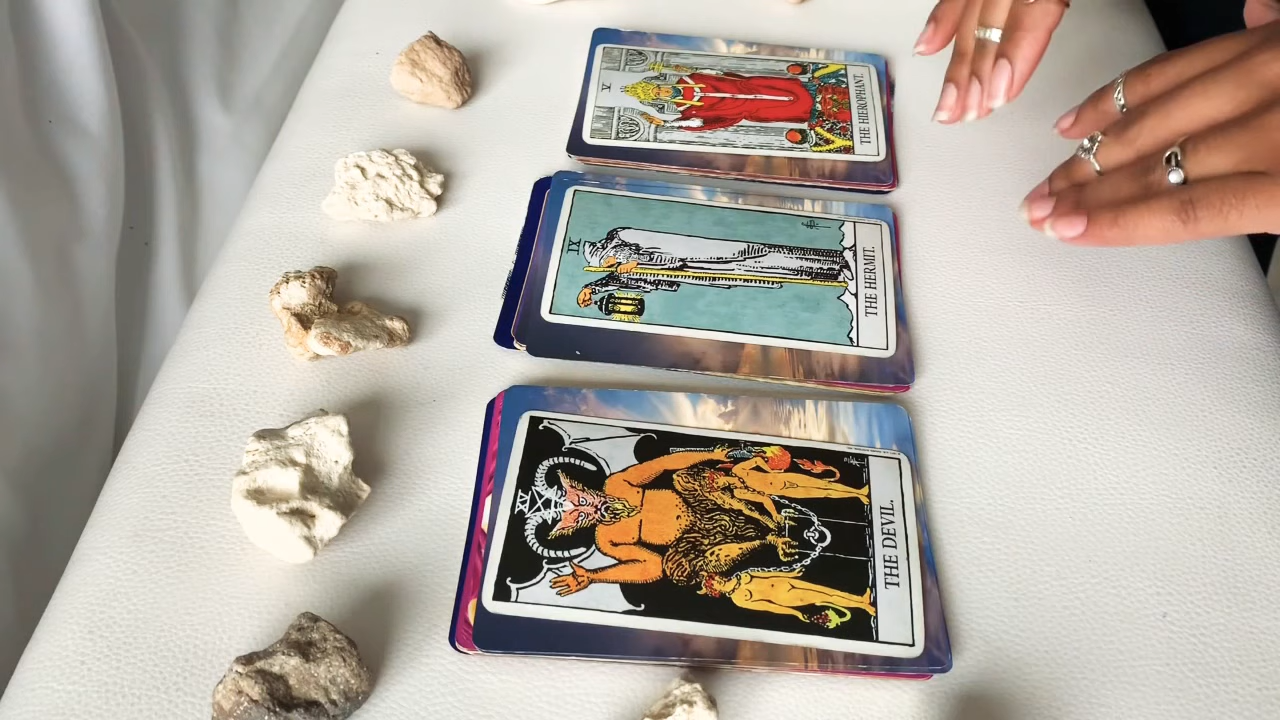 V
THE HIEROPHANT.
IX
THE HERMIT.
XV
THE DEVIL.